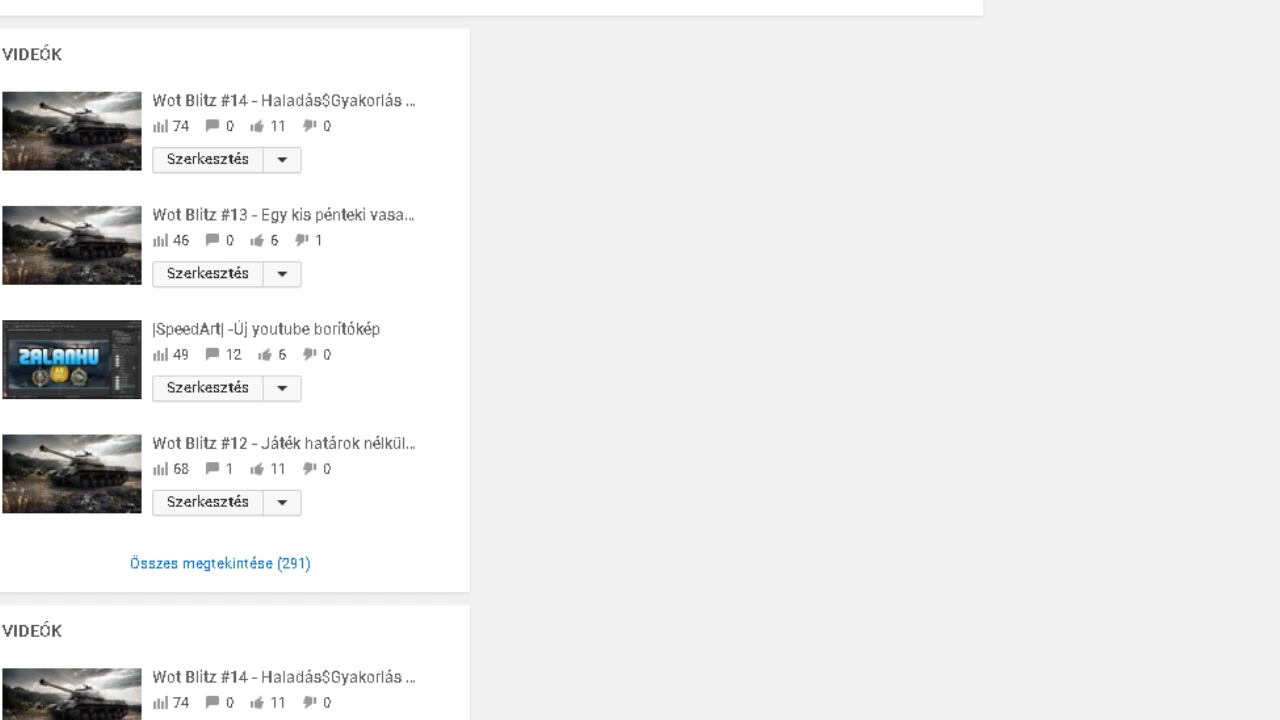 VIDEÓK
Wot Blitz #14 - Haladás$Gyakorlás ...
74 0 11 0
Szerkesztés
Wot Blitz #13 - Egy kis pénteki vasa...
46 0 6 1
Szerkesztés
ZALANHU
|SpeedArt| -Új youtube borítókép
49 12 6 0
Szerkesztés
Wot Blitz #12 - Játék határok nélkül...
68 1 11 0
Szerkesztés
Összes megtekintése (291)
VIDEÓK
Wot Blitz #14 - Haladás$Gyakorlás ...
74 0 11 0